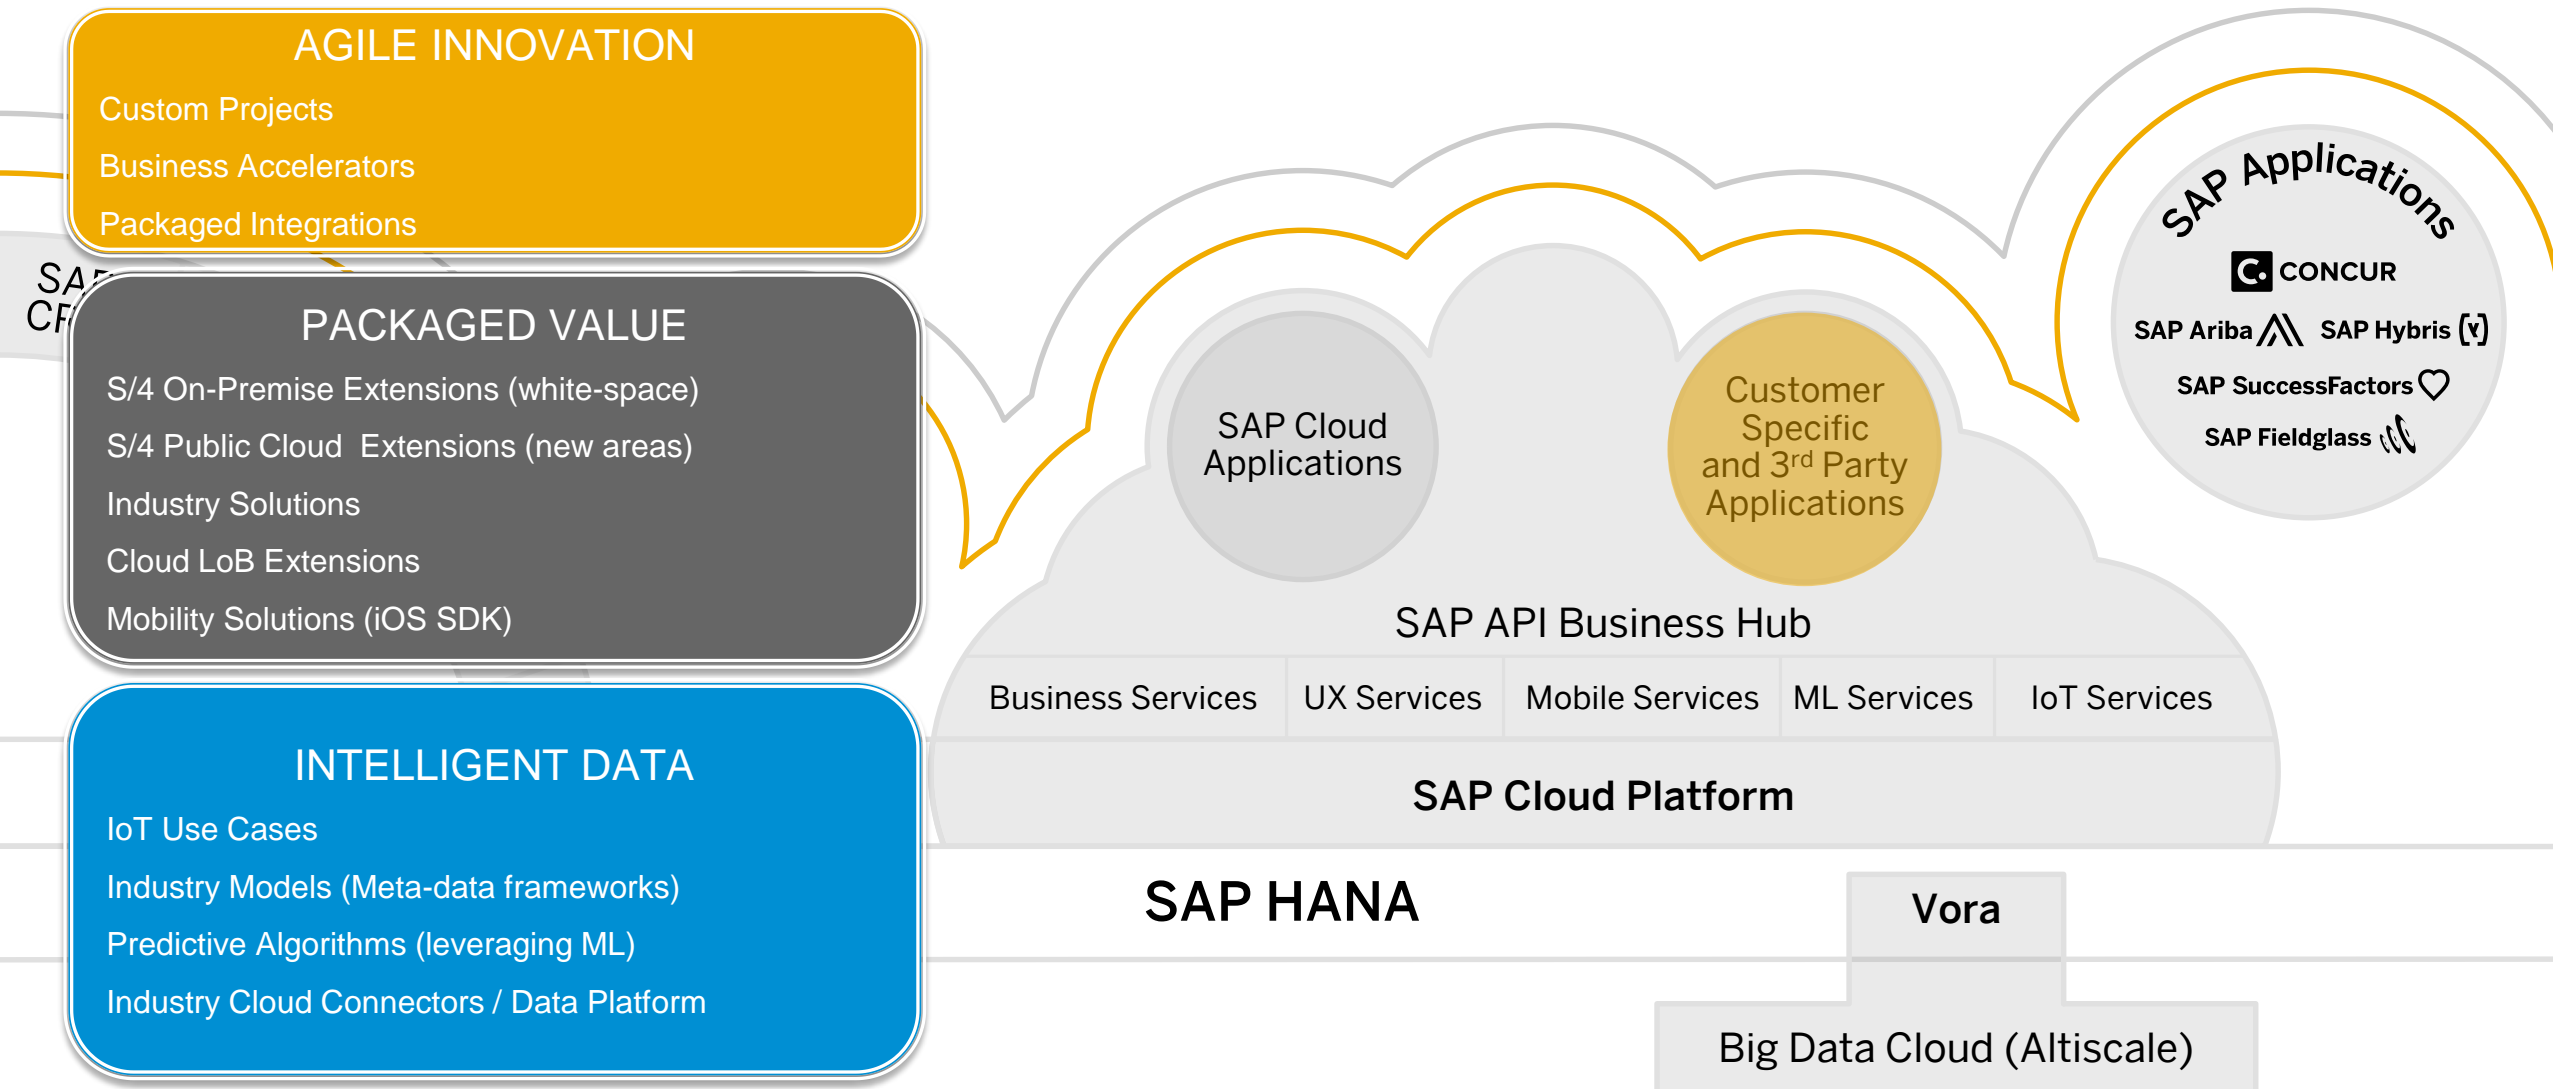 AGILE INNOVATION
Custom Projects
Business Accelerators
Packaged Integrations
PACKAGED VALUE
S/4 On-Premise Extensions (white-space)
S/4 Public Cloud  Extensions (new areas)
Industry Solutions
Cloud LoB Extensions
Mobility Solutions (iOS SDK)
INTELLIGENT DATA
IoT Use Cases
Industry Models (Meta-data frameworks)
Predictive Algorithms (leveraging ML)
Industry Cloud Connectors / Data Platform
SAP Cloud
Applications
Customer
Specific
and 3rd Party
Applications
SAP Applications
C. CONCUR
SAP Ariba
SAP Hybris
SAP SuccessFactors
SAP Fieldglass
SAP API Business Hub
Business Services
UX Services
Mobile Services
ML Services
IoT Services
SAP Cloud Platform
SAP HANA
Vora
Big Data Cloud (Altiscale)